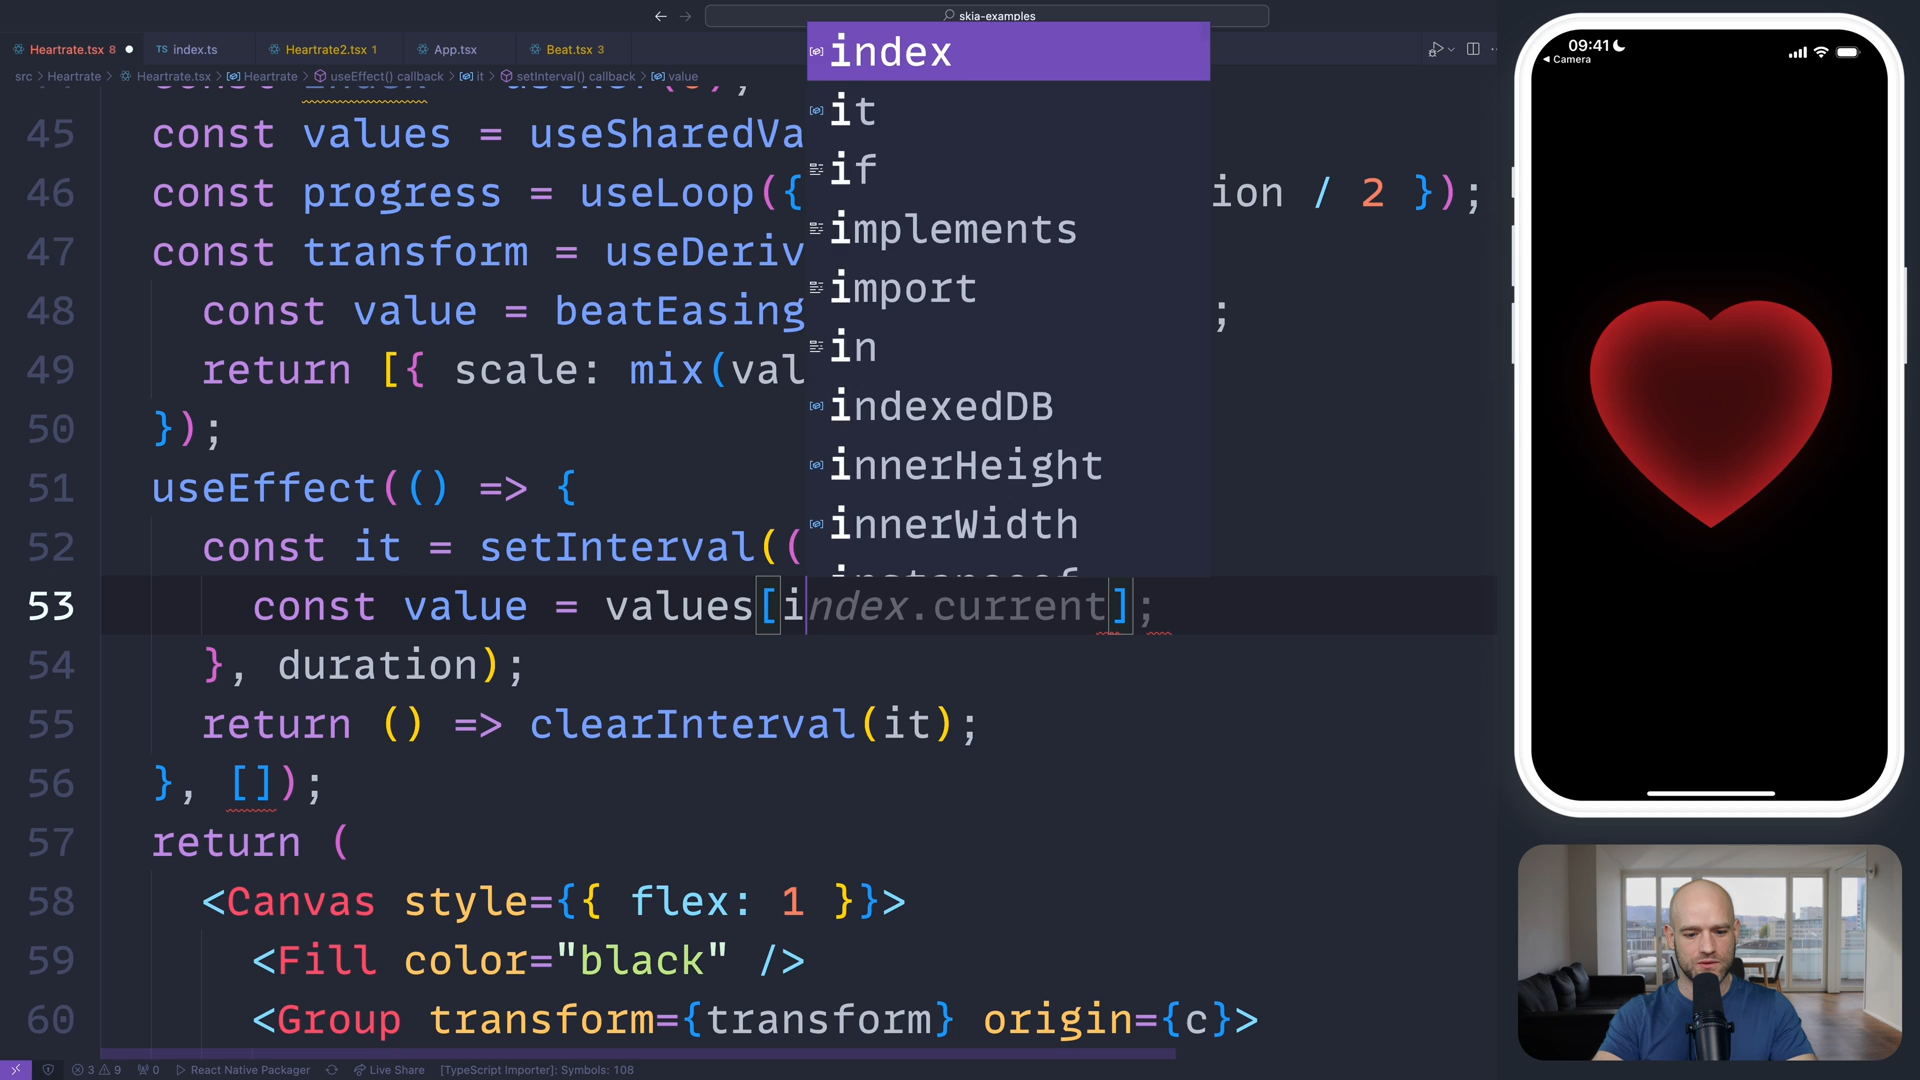 skia-examples
Heartrate.tsx 8
TS index.ts
Heartrate2.tsx 1
App.tsx
Beat.tsx 3
src > Heartrate > Heartrate.tsx > Heartrate > useEffect() callback > it > setInterval() callback > value
45 const values = useSharedVa
46 const progress = useLoop({ ion / 2 });
47 const transform = useDeriv
48 const value = beatEasing ;
49 return [{ scale: mix(val
50 });
51 useEffect(() => {
52 const it = setInterval((
53 const value = values[index.current];
54 }, duration);
55 return () => clearInterval(it);
56 }, []);
57 return (
58 <Canvas style={{ flex: 1 }}>
59 <Fill color="black" />
60 <Group transform={transform} origin={c}>
index
it
if
implements
import
in
indexedDB
innerHeight
innerWidth
3 9 0 React Native Packager Live Share [TypeScript Importer]: Symbols: 108
09:41
Camera